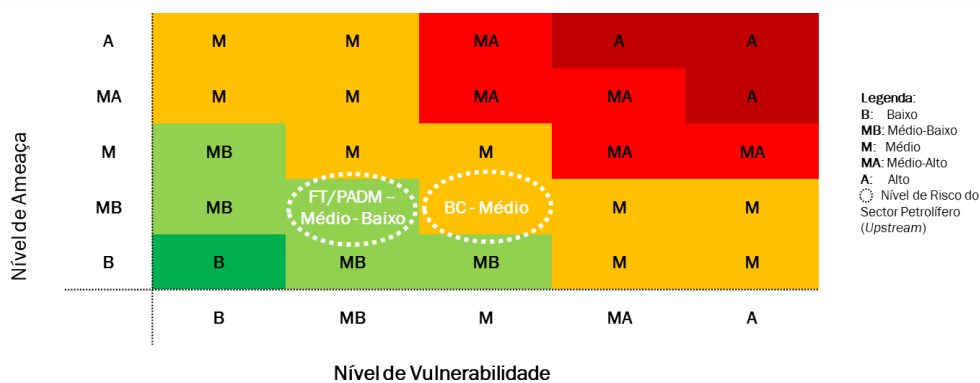 Nível de Ameaça
A M M MA A A
MA M M MA MA A
M MB M M MA MA
MB MB FT/PADM – Médio - Baixo BC - Médio M M
B B MB MB M M
B MB M MA A
Nível de Vulnerabilidade
Legenda:
B: Baixo
MB: Médio-Baixo
M: Médio
MA: Médio-Alto
A: Alto
Nível de Risco do
Sector Petrolífero
(Upstream)